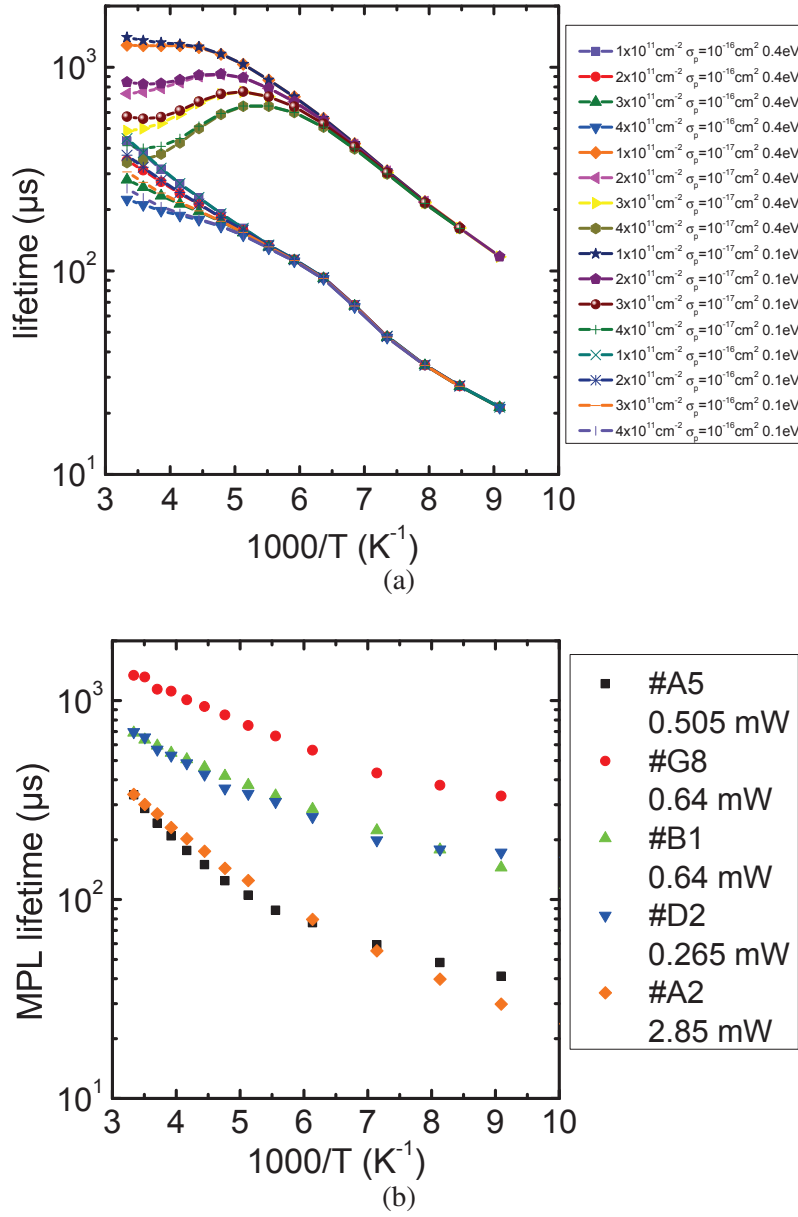 10³
10²
10¹
lifetime (µs)
3 4 5 6 7 8 9 10
1000/T (K⁻¹)
1x10¹¹cm⁻² σₚ=10⁻¹⁶cm² 0.4eV
2x10¹¹cm⁻² σₚ=10⁻¹⁶cm² 0.4eV
3x10¹¹cm⁻² σₚ=10⁻¹⁶cm² 0.4eV
4x10¹¹cm⁻² σₚ=10⁻¹⁶cm² 0.4eV
1x10¹¹cm⁻² σₚ=10⁻¹⁷cm² 0.4eV
2x10¹¹cm⁻² σₚ=10⁻¹⁷cm² 0.4eV
3x10¹¹cm⁻² σₚ=10⁻¹⁷cm² 0.4eV
4x10¹¹cm⁻² σₚ=10⁻¹⁷cm² 0.4eV
1x10¹¹cm⁻² σₚ=10⁻¹⁷cm² 0.1eV
2x10¹¹cm⁻² σₚ=10⁻¹⁷cm² 0.1eV
3x10¹¹cm⁻² σₚ=10⁻¹⁷cm² 0.1eV
4x10¹¹cm⁻² σₚ=10⁻¹⁷cm² 0.1eV
1x10¹¹cm⁻² σₚ=10⁻¹⁶cm² 0.1eV
2x10¹¹cm⁻² σₚ=10⁻¹⁶cm² 0.1eV
3x10¹¹cm⁻² σₚ=10⁻¹⁶cm² 0.1eV
4x10¹¹cm⁻² σₚ=10⁻¹⁶cm² 0.1eV
(a)
10³
10²
10¹
MPL lifetime (µs)
3 4 5 6 7 8 9 10
1000/T (K⁻¹)
#A5
0.505 mW
#G8
0.64 mW
#B1
0.64 mW
#D2
0.265 mW
#A2
2.85 mW
(b)